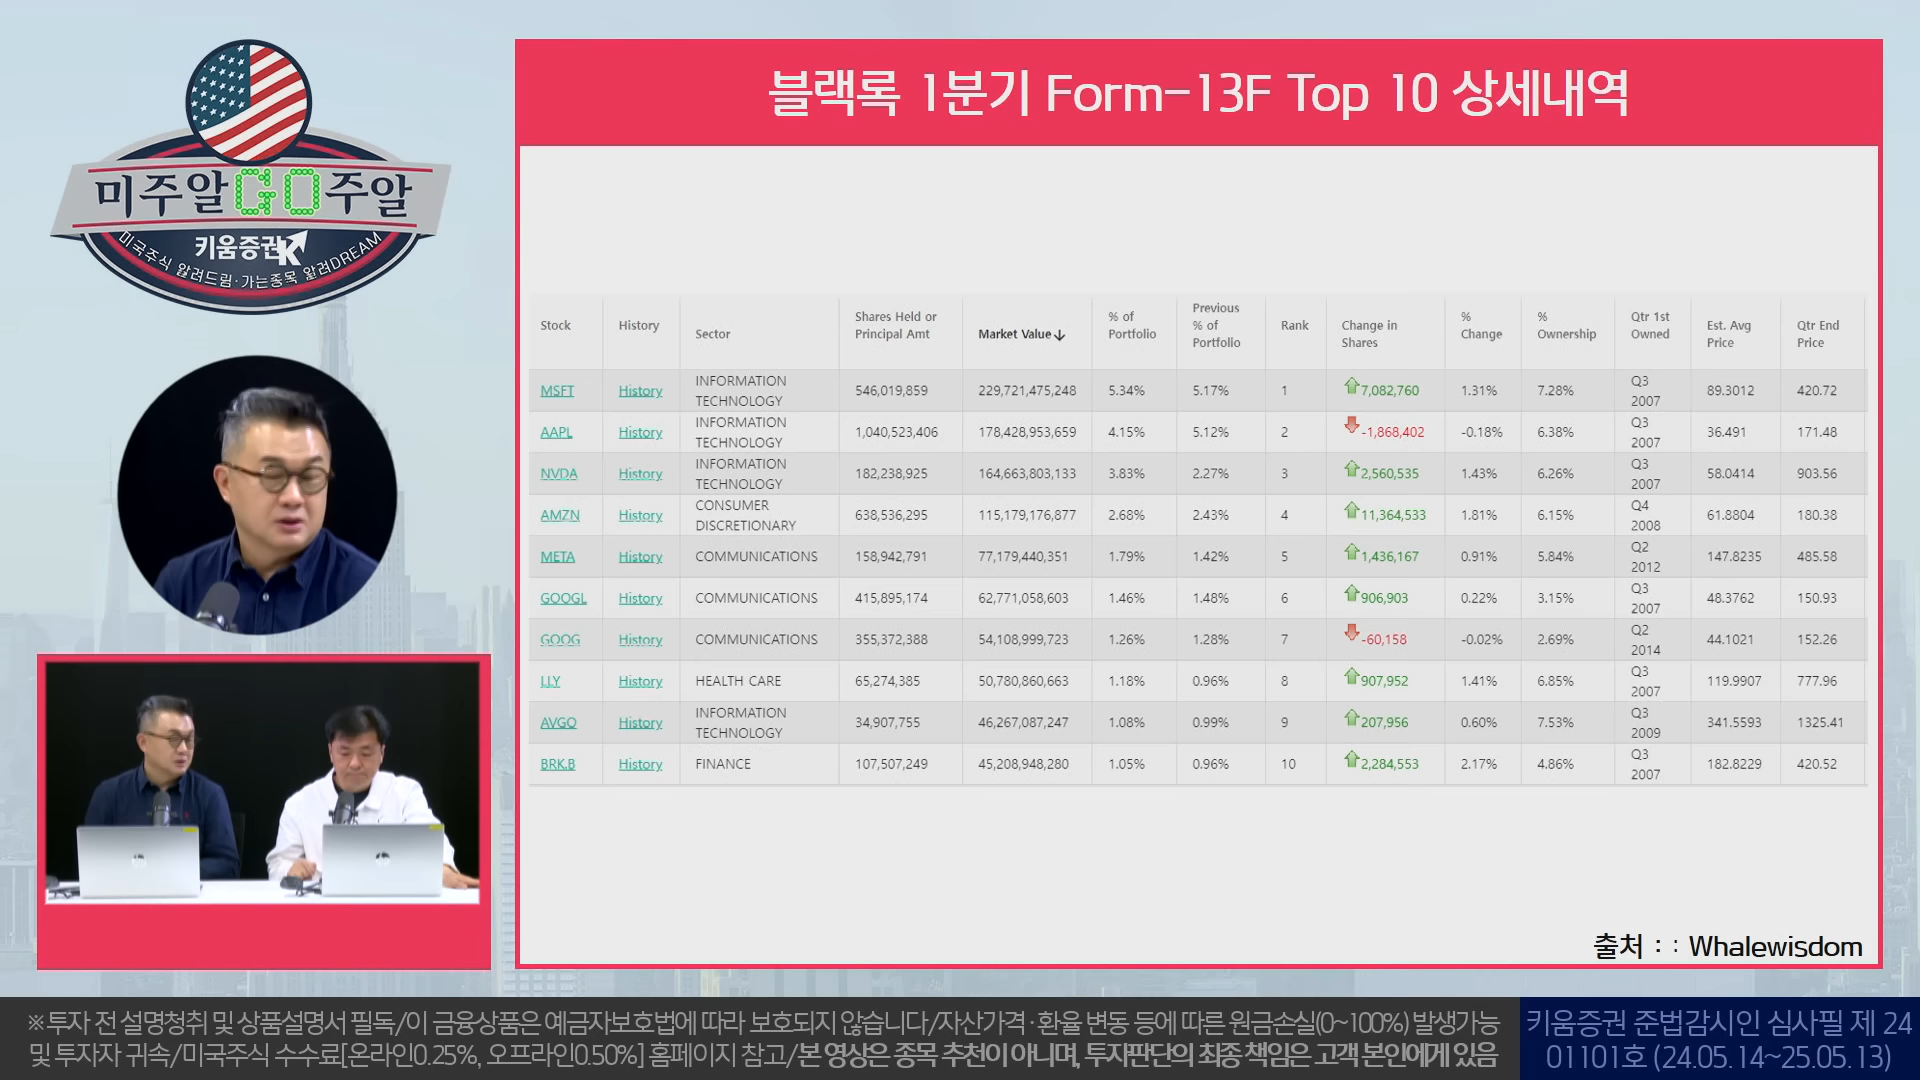 미주알GO주알
키움증권
미국주식 알려드림·가는종목 알려DREAM
블랙록 1분기 Form-13F Top 10 상세내역
Stock History Sector Shares Held or Principal Amt Market Value↓ % of Portfolio Previous % of Portfolio Rank Change in Shares % Change % Ownership Qtr 1st Owned Est. Avg Price Qtr End Price
MSFT History INFORMATION TECHNOLOGY 546,019,859 229,721,475,248 5.34% 5.17% 1 7,082,760 1.31% 7.28% Q3 2007 89.3012 420.72
AAPL History INFORMATION TECHNOLOGY 1,040,523,406 178,428,953,659 4.15% 5.12% 2 -1,868,402 -0.18% 6.38% Q3 2007 36.491 171.48
NVDA History INFORMATION TECHNOLOGY 182,238,925 164,663,803,133 3.83% 2.27% 3 2,560,535 1.43% 6.26% Q3 2007 58.0414 903.56
AMZN History CONSUMER DISCRETIONARY 638,536,295 115,179,176,877 2.68% 2.43% 4 11,364,533 1.81% 6.15% Q4 2008 61.8804 180.38
META History COMMUNICATIONS 158,942,791 77,179,440,351 1.79% 1.42% 5 1,436,167 0.91% 5.84% Q2 2012 147.8235 485.58
GOOGL History COMMUNICATIONS 415,895,174 62,771,058,603 1.46% 1.48% 6 906,903 0.22% 3.15% Q3 2007 48.3762 150.93
GOOG History COMMUNICATIONS 355,372,388 54,108,999,723 1.26% 1.28% 7 -60,158 -0.02% 2.69% Q2 2014 44.1021 152.26
LLY History HEALTH CARE 65,274,385 50,780,860,663 1.18% 0.96% 8 907,952 1.41% 6.85% Q3 2007 119.9907 777.96
AVGO History INFORMATION TECHNOLOGY 34,907,755 46,267,087,247 1.08% 0.99% 9 207,956 0.60% 7.53% Q3 2009 341.5593 1325.41
BRK.B History FINANCE 107,507,249 45,208,948,280 1.05% 0.96% 10 2,284,553 2.17% 4.86% Q3 2007 182.8229 420.52
출처 : : Whalewisdom
※투자 전 설명청취 및 상품설명서 필독/이 금융상품은 예금자보호법에 따라 보호되지 않습니다/자산가격·환율 변동 등에 따른 원금손실(0~100%) 발생가능
및 투자자 귀속/미국주식 수수료[온라인0.25%, 오프라인0.50%] 홈페이지 참고/본 영상은 종목 추천이 아니며, 투자판단의 최종 책임은 고객 본인에게 있음
키움증권 준법감시인 심사필 제 24
01101호 (24.05.14~25.05.13)